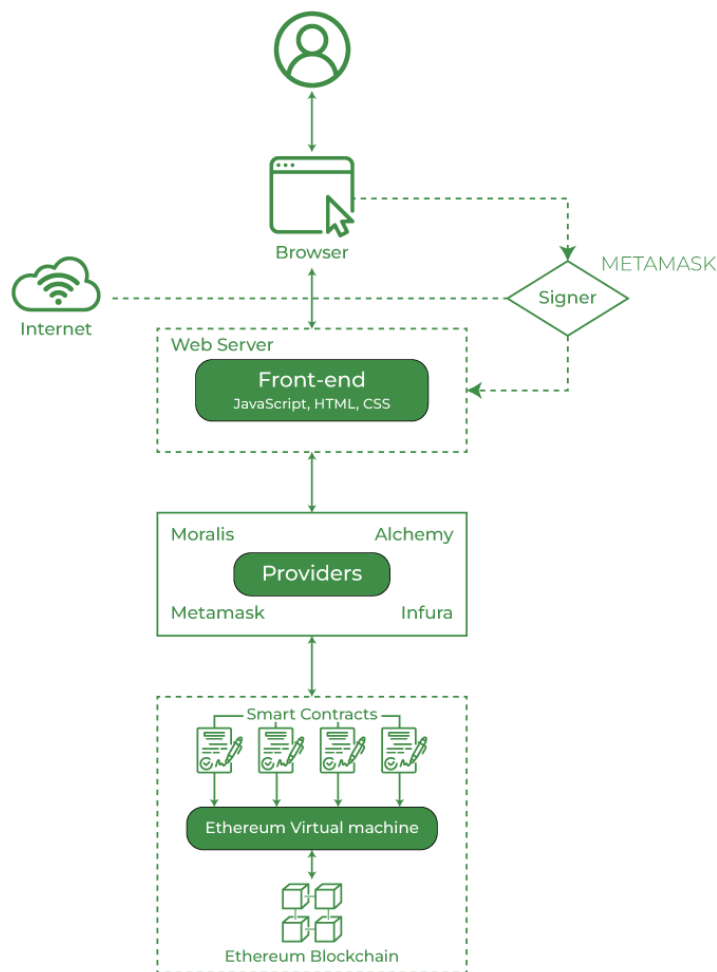 Browser
METAMASK
Signer
Internet
Web Server
Front-end
JavaScript, HTML, CSS
Moralis
Alchemy
Providers
Metamask
Infura
Smart Contracts
Ethereum Virtual machine
Ethereum Blockchain